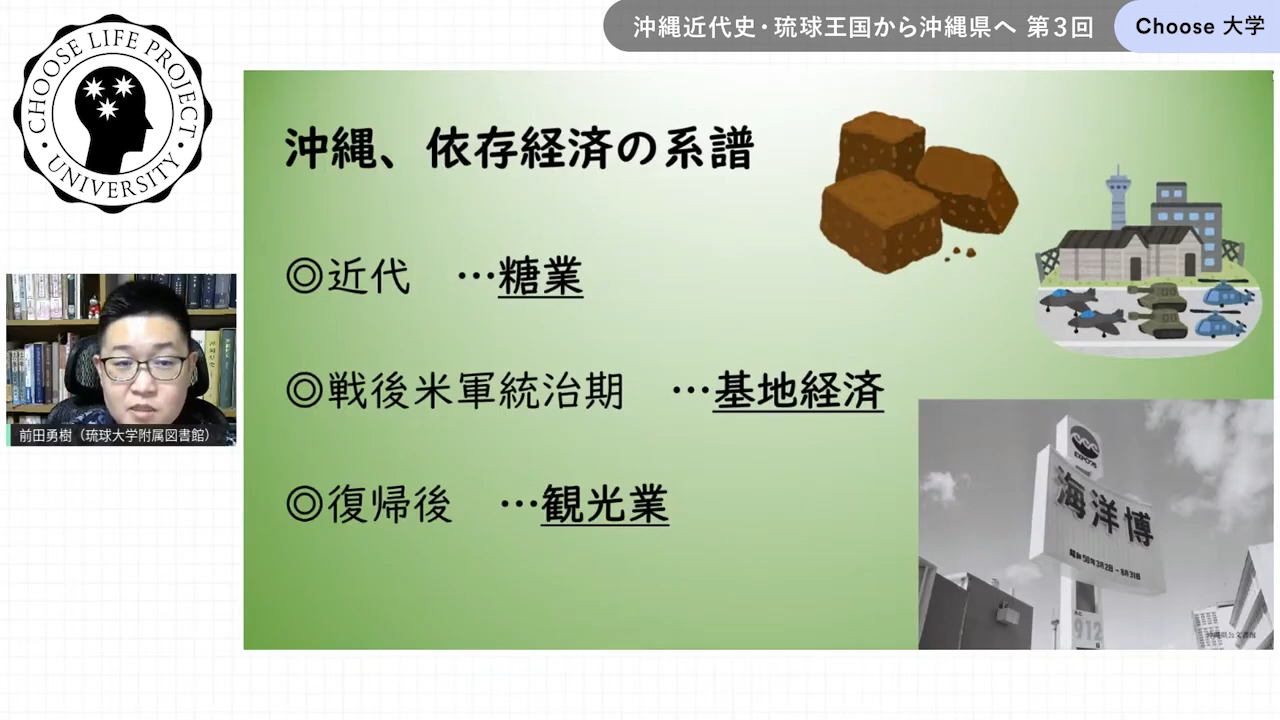 沖縄近代史・琉球王国から沖縄県へ 第3回
Choose 大学
CHOOSE LIFE PROJECT
・UNIVERSITY・
沖縄、依存経済の系譜
◎近代　…糖業
◎戦後米軍統治期　…基地経済
◎復帰後　…観光業
前田勇樹（琉球大学附属図書館）
EXPO'75
海洋博
912
沖縄県公文書館